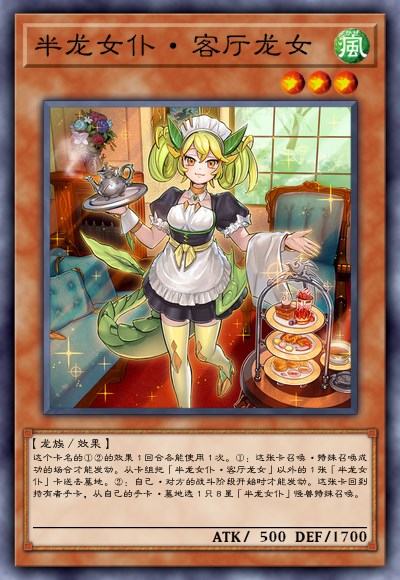 半龙女仆・客厅龙女
風
【龙族／效果】
这个卡名的①②的效果1回合各能使用1次。①：这张卡召唤・特殊召唤成
功的场合才能发动。从卡组把「半龙女仆・客厅龙女」以外的1张「半龙女
仆」卡送去墓地。②：自己・对方的战斗阶段开始时才能发动。这张卡回到
持有者手卡，从自己的手卡・墓地选1只8星「半龙女仆」怪兽特殊召唤。
ATK/ 500 DEF/1700